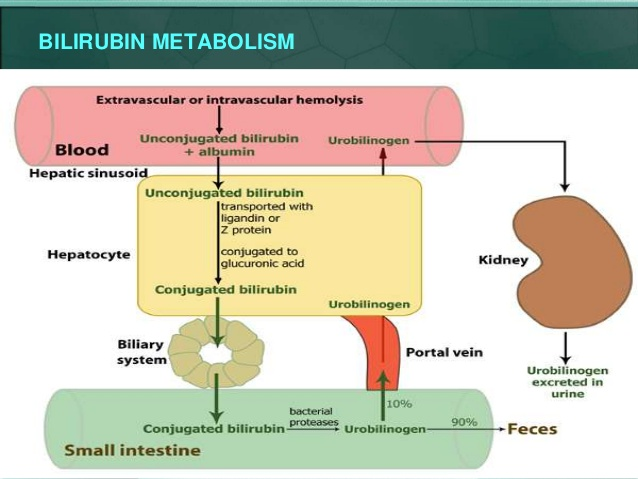 BILIRUBIN METABOLISM
Extravascular or intravascular hemolysis
Unconjugated bilirubin
+ albumin
Urobilinogen
Blood
Hepatic sinusoid
Unconjugated bilirubin
transported with
ligandin or
Z protein
Hepatocyte
conjugated to
glucuronic acid
Kidney
Conjugated bilirubin
Urobilinogen
Biliary
system
Portal vein
Urobilinogen
excreted in
urine
10%
bacterial
proteases
Conjugated bilirubin
Urobilinogen
90%
Feces
Small intestine